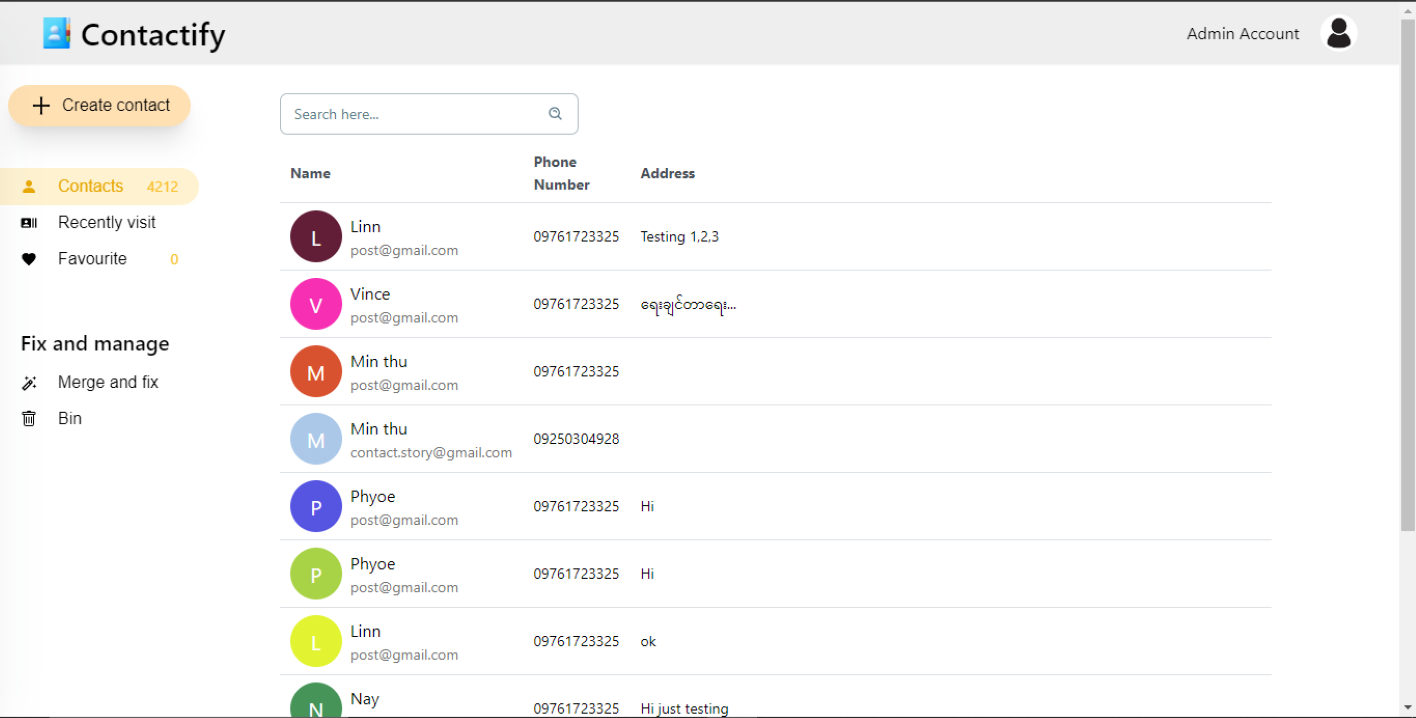 Contactify
Admin Account
Create contact
Contacts 4212
Recently visit
Favourite 0
Fix and manage
Merge and fix
Bin
Search here...
Name Phone Number Address
L Linn 09761723325 Testing 1,2,3
post@gmail.com
V Vince 09761723325 ရေးချင်တာရေး...
post@gmail.com
M Min thu 09761723325
post@gmail.com
M Min thu 09250304928
contact.story@gmail.com
P Phyoe 09761723325 Hi
post@gmail.com
P Phyoe 09761723325 Hi
post@gmail.com
L Linn 09761723325 ok
post@gmail.com
N Nay 09761723325 Hi just testing